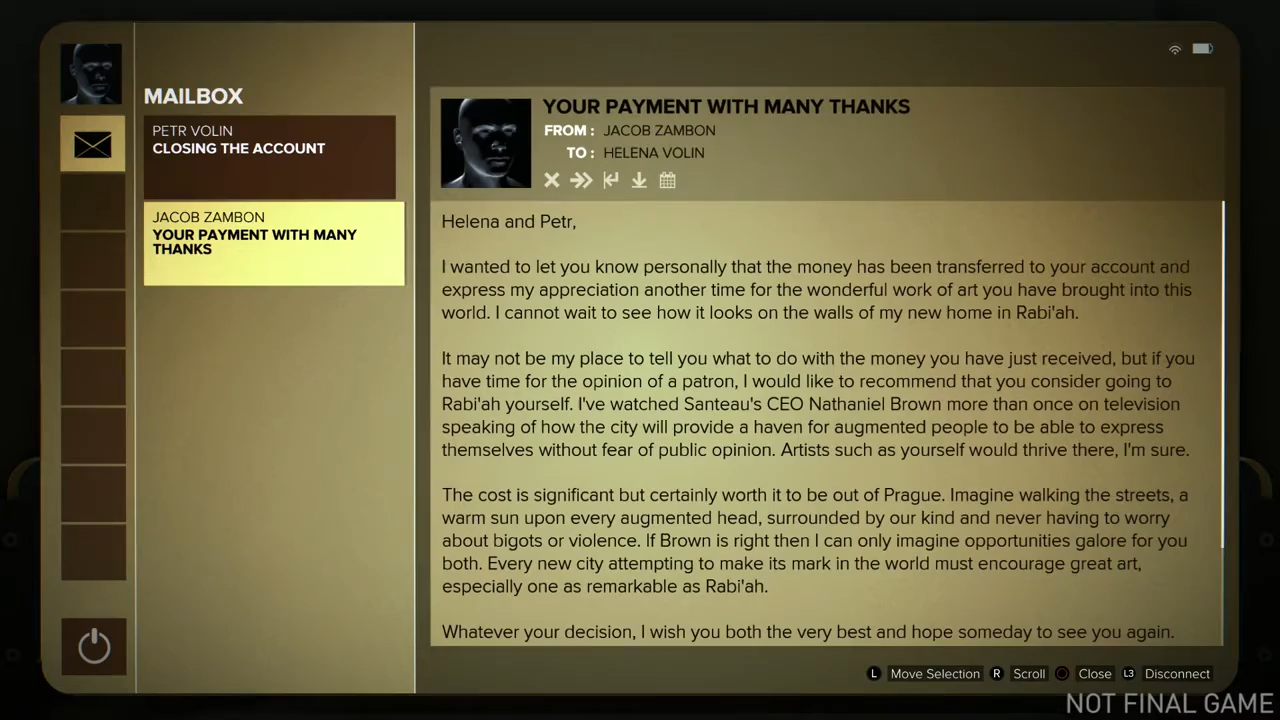 MAILBOX
PETR VOLIN
CLOSING THE ACCOUNT
JACOB ZAMBON
YOUR PAYMENT WITH MANY
THANKS
YOUR PAYMENT WITH MANY THANKS
FROM : JACOB ZAMBON
TO : HELENA VOLIN
Helena and Petr,
I wanted to let you know personally that the money has been transferred to your account and
express my appreciation another time for the wonderful work of art you have brought into this
world. I cannot wait to see how it looks on the walls of my new home in Rabi'ah.
It may not be my place to tell you what to do with the money you have just received, but if you
have time for the opinion of a patron, I would like to recommend that you consider going to
Rabi'ah yourself. I've watched Santeau's CEO Nathaniel Brown more than once on television
speaking of how the city will provide a haven for augmented people to be able to express
themselves without fear of public opinion. Artists such as yourself would thrive there, I'm sure.
The cost is significant but certainly worth it to be out of Prague. Imagine walking the streets, a
warm sun upon every augmented head, surrounded by our kind and never having to worry
about bigots or violence. If Brown is right then I can only imagine opportunities galore for you
both. Every new city attempting to make its mark in the world must encourage great art,
especially one as remarkable as Rabi'ah.
Whatever your decision, I wish you both the very best and hope someday to see you again.
L Move Selection R Scroll Close L3 Disconnect
NOT FINAL GAME